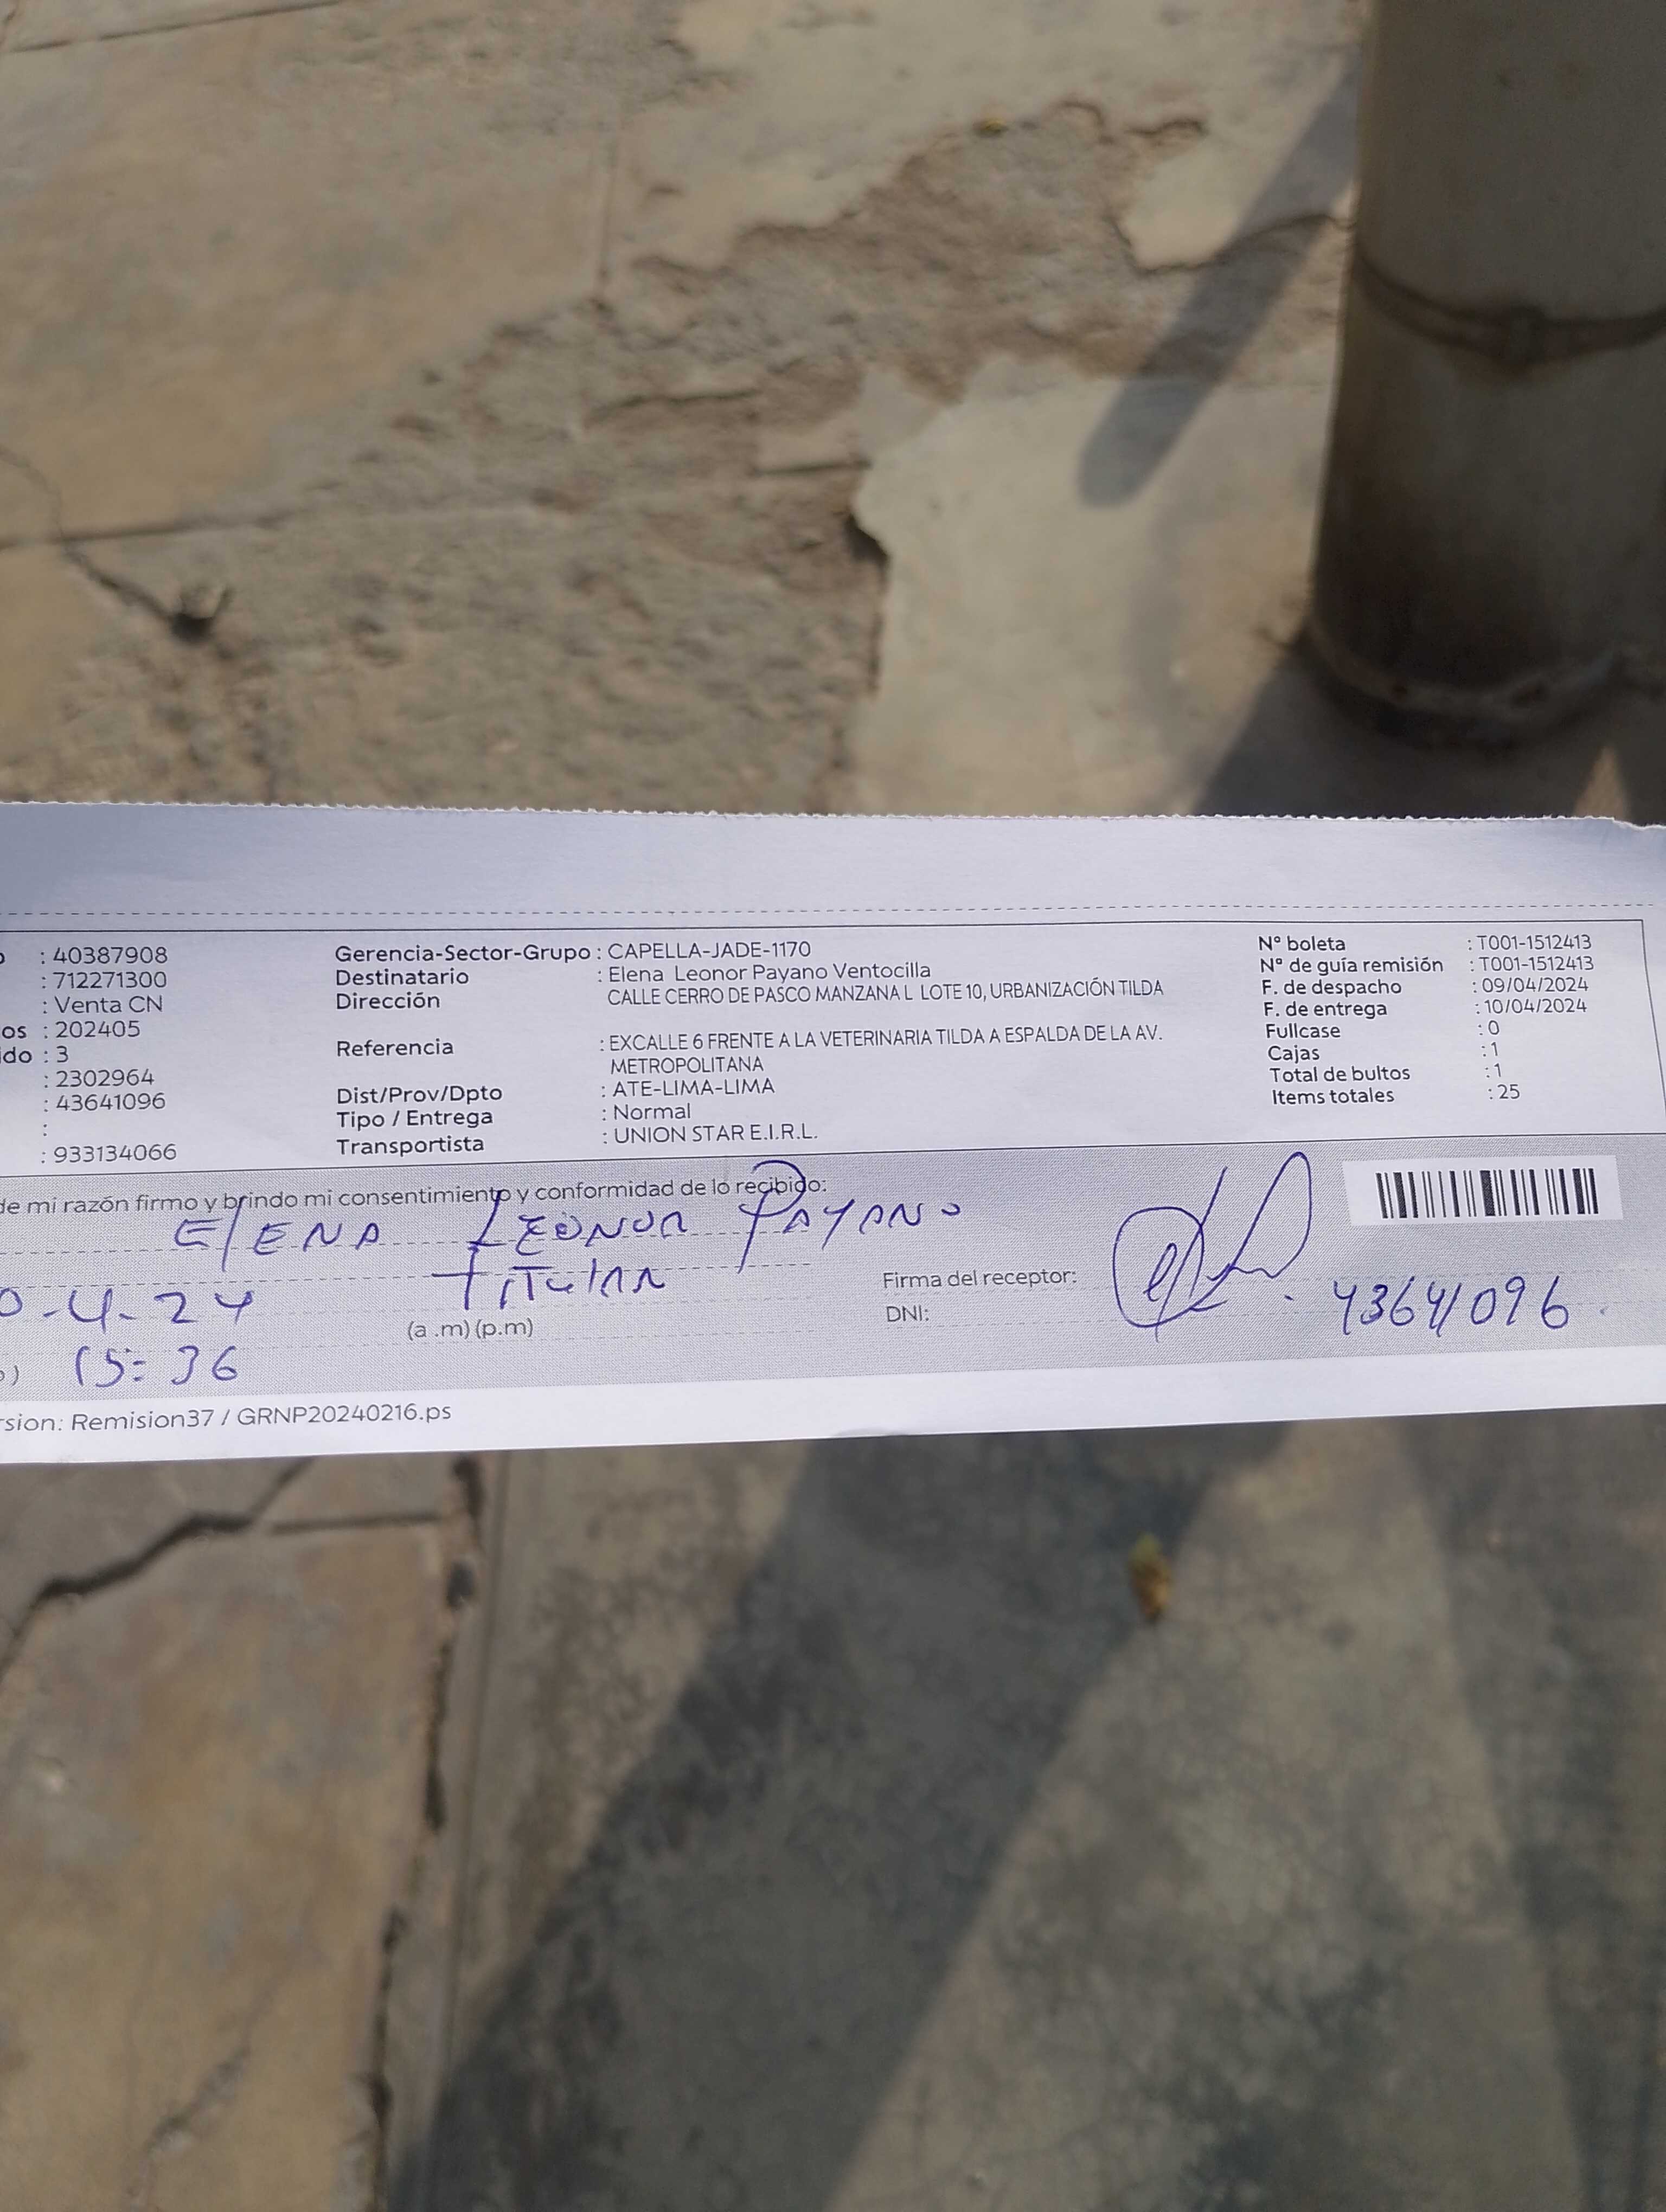 : 40387908
: 712271300
: Venta CN
os : 202405
ido : 3
: 2302964
: 43641096
:
: 933134066
Gerencia-Sector-Grupo : CAPELLA-JADE-1170
Destinatario : Elena Leonor Payano Ventocilla
Dirección CALLE CERRO DE PASCO MANZANA L LOTE 10, URBANIZACIÓN TILDA
Referencia : EXCALLE 6 FRENTE A LA VETERINARIA TILDA A ESPALDA DE LA AV.
METROPOLITANA
Dist/Prov/Dpto : ATE-LIMA-LIMA
Tipo / Entrega : Normal
Transportista : UNION STAR E.I.R.L.
N° boleta : T001-1512413
N° de guía remisión : T001-1512413
F. de despacho : 09/04/2024
F. de entrega : 10/04/2024
Fullcase : 0
Cajas : 1
Total de bultos : 1
Items totales : 25
de mi razón firmo y brindo mi consentimiento y conformidad de lo recibido:
ElENA LEONOR PAYANO
TITulAR
0-4-24
(a .m) (p.m)
15:36
Firma del receptor:
DNI:
43641096
rsion: Remision37 / GRNP20240216.ps